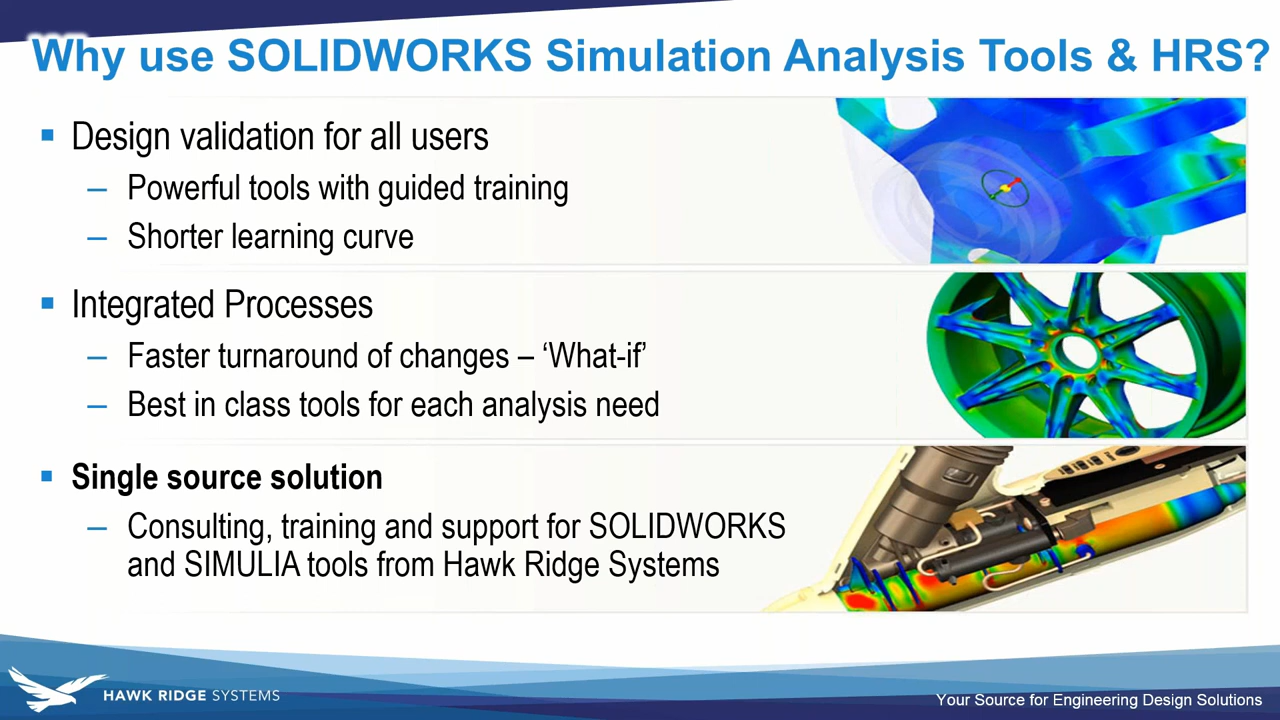 Why use SOLIDWORKS Simulation Analysis Tools & HRS?
▪ Design validation for all users
– Powerful tools with guided training
– Shorter learning curve
▪ Integrated Processes
– Faster turnaround of changes – ‘What-if’
– Best in class tools for each analysis need
▪ Single source solution
– Consulting, training and support for SOLIDWORKS
and SIMULIA tools from Hawk Ridge Systems
HAWK RIDGE SYSTEMS
Your Source for Engineering Design Solutions